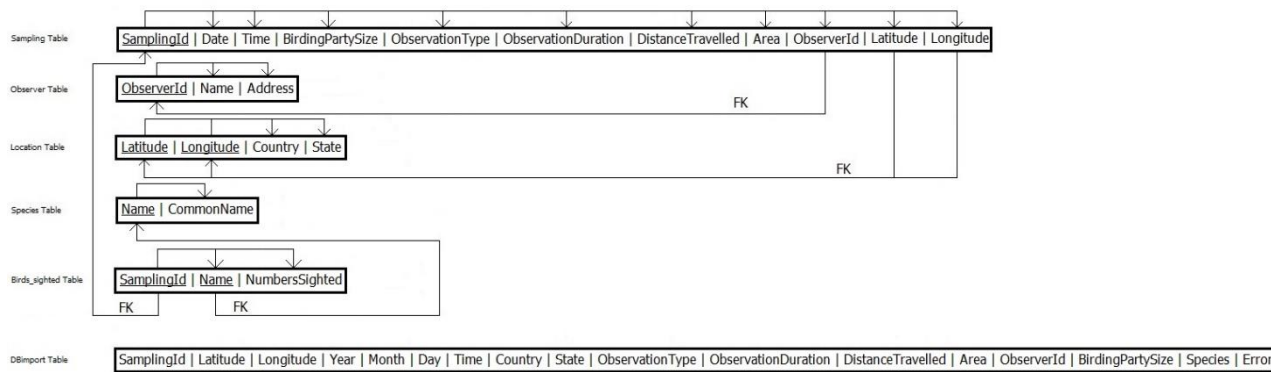 Sampling Table
SamplingId | Date | Time | BirdingPartySize | ObservationType | ObservationDuration | DistanceTravelled | Area | ObserverId | Latitude | Longitude
Observer Table
ObserverId | Name | Address
FK
Location Table
Latitude | Longitude | Country | State
FK
Species Table
Name | CommonName
Birds_sighted Table
SamplingId | Name | NumbersSighted
FK FK
DBimport Table
SamplingId | Latitude | Longitude | Year | Month | Day | Time | Country | State | ObservationType | ObservationDuration | DistanceTravelled | Area | ObserverId | BirdingPartySize | Species | Error